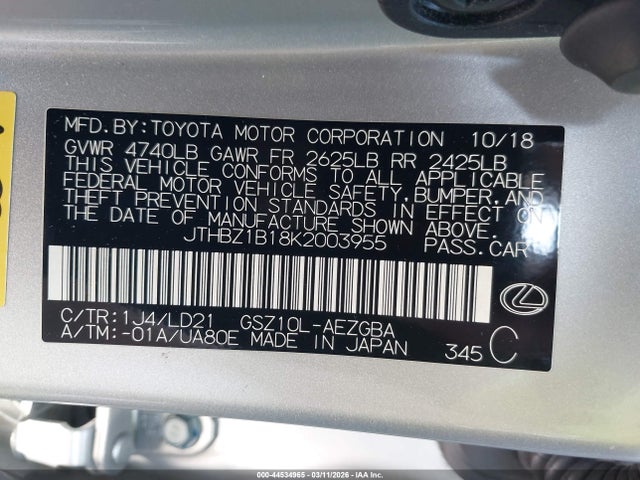 MFD.BY:TOYOTA MOTOR CORPORATION 10/18
GVWR 4740LB GAWR FR 2625LB RR 2425LB
THIS VEHICLE CONFORMS TO ALL APPLICABLE
FEDERAL MOTOR VEHICLE SAFETY,BUMPER,AND
THEFT PREVENTION STANDARDS IN EFFECT ON
THE DATE OF MANUFACTURE SHOWN ABOVE.
JTHBZ1B18K2003955 PASS.CAR
C/TR:1J4/LD21 GSZ10L-AEZGBA
A/TM:-01A/UA80E MADE IN JAPAN 345 C
000-44534965 - 03/11/2026 - IAA, Inc.